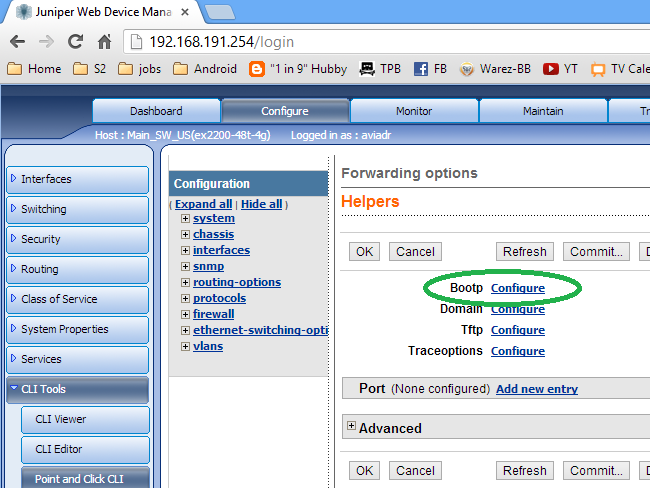 Juniper Web Device Mana
192.168.191.254/login
Home S2 jobs Android "1 in 9" Hubby TPB FB Warez-BB YT TV Cale
Dashboard Configure Monitor Maintain Tr
Host : Main_SW_US(ex2200-48t-4g) Logged in as : aviadr
Interfaces
Switching
Security
Routing
Class of Service
System Properties
Services
CLI Tools
CLI Viewer
CLI Editor
Point and Click CLI
Configuration
( Expand all | Hide all )
system
chassis
interfaces
snmp
routing-options
protocols
firewall
ethernet-switching-opti
vlans
Forwarding options
Helpers
OK Cancel Refresh Commit... D
Bootp Configure
Domain Configure
Tftp Configure
Traceoptions Configure
Port (None configured) Add new entry
Advanced
OK Cancel Refresh Commit... D